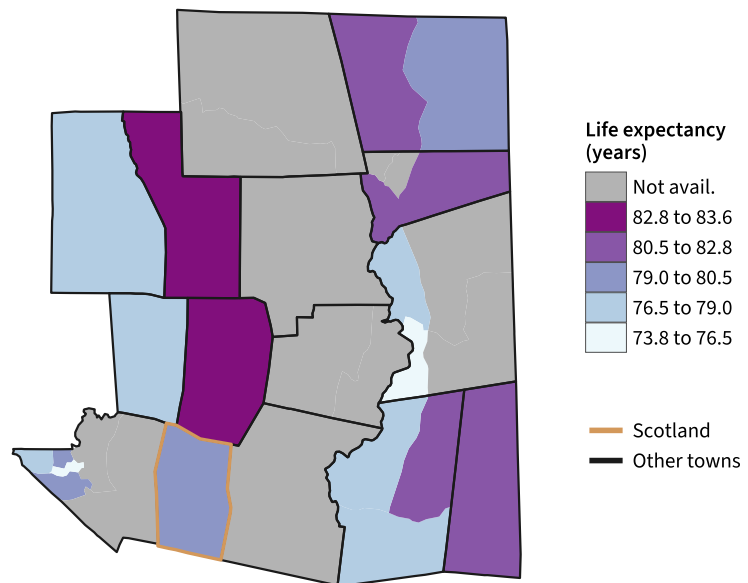 Life expectancy
(years)
Not avail.
82.8 to 83.6
80.5 to 82.8
79.0 to 80.5
76.5 to 79.0
73.8 to 76.5
Scotland
Other towns